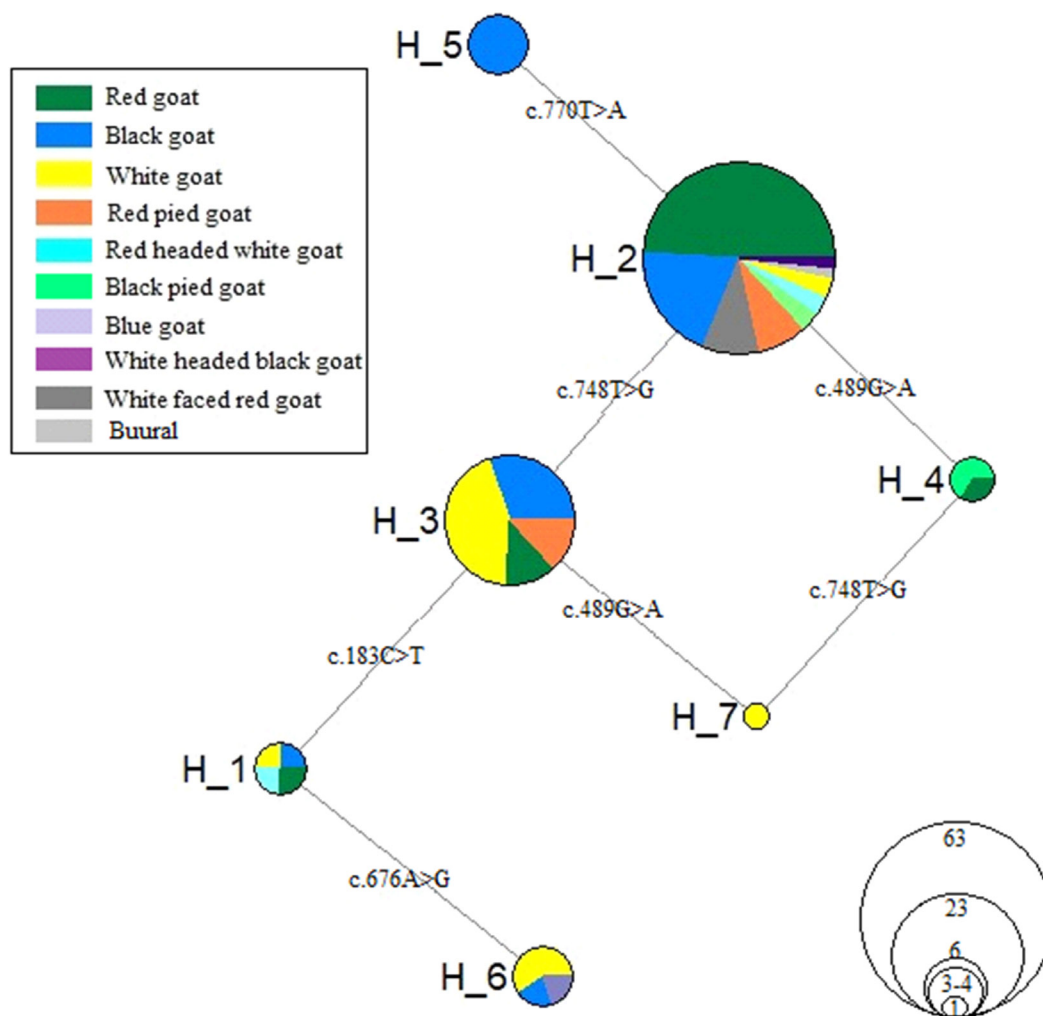 H_5
c.770T>A
Red goat
Black goat
White goat
Red pied goat
Red headed white goat
Black pied goat
Blue goat
White headed black goat
White faced red goat
Buural
H_2
c.748T>G
c.489G>A
H_4
H_3
c.489G>A
c.748T>G
c.183C>T
H_7
H_1
c.676A>G
H_6
63
23
6
3-4
1